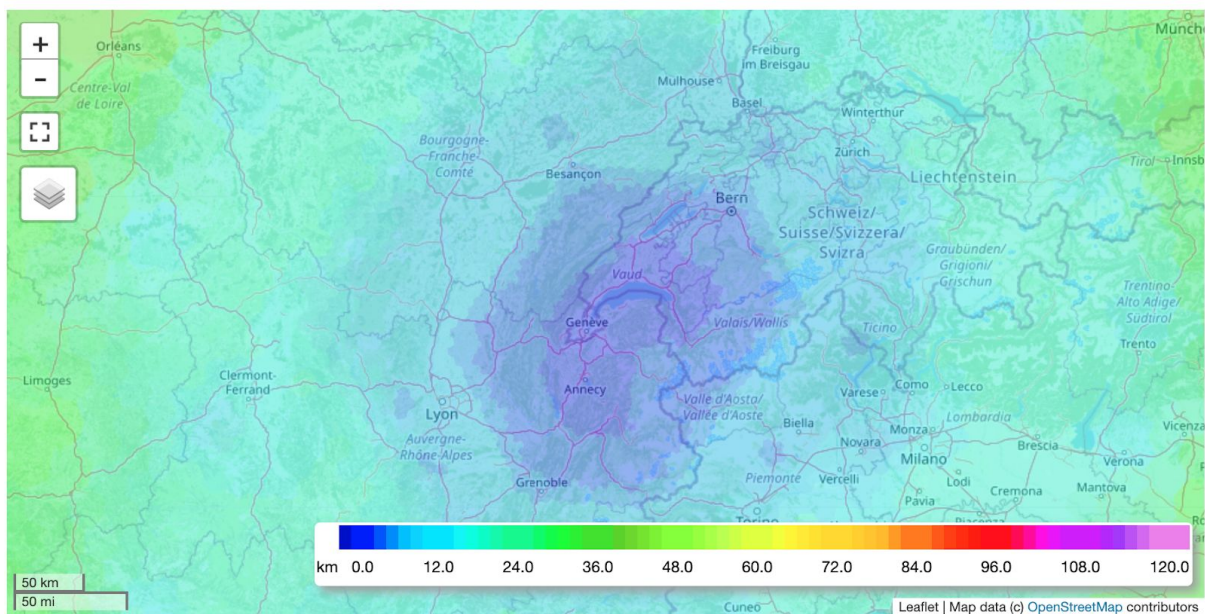 +
−
Orléans
Centre-Val
de Loire
Münch
Freiburg
im Breisgau
Mulhouse
Basel
Winterthur
Zürich
Bourgogne-
Franche-
Comté
Besançon
Liechtenstein
Tirol
Innsb
Bern
Schweiz/
Suisse/Svizzera/
Svizra
Graubünden/
Grigioni/
Grischun
Vaud
Trentino-
Alto Adige/
Südtirol
Genève
Valais/Wallis
Ticino
Trento
Limoges
Clermont-
Ferrand
Annecy
Varese
Como
Lecco
Lyon
Valle d'Aosta/
Vallée d'Aoste
Biella
Monza
Lombardia
Vicenz
Auvergne-
Rhône-Alpes
Novara
Milano
Brescia
Verona
Grenoble
Piemonte
Vercelli
Lodi
Pavia
Cremona
Mantova
Torino
Piacenza
km 0.0 12.0 24.0 36.0 48.0 60.0 72.0 84.0 96.0 108.0 120.0
50 km
50 mi
Cuneo
Leaflet | Map data (c) OpenStreetMap contributors